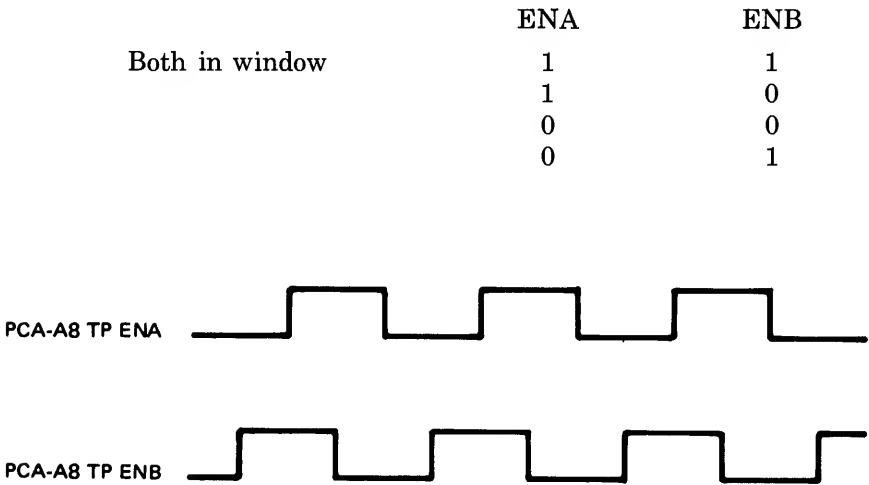 ENA ENB
Both in window 1 1
1 0
0 0
0 1
PCA-A8 TP ENA
PCA-A8 TP ENB